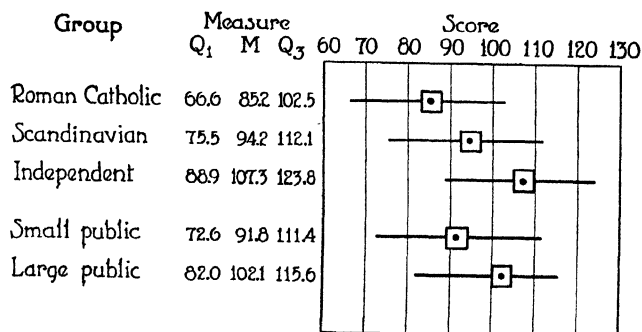 Group Measure Score
Q1 M Q3 60 70 80 90 100 110 120 130
Roman Catholic 66.6 85.2 102.5
Scandinavian 75.5 94.2 112.1
Independent 88.9 107.3 123.8
Small public 72.6 91.8 111.4
Large public 82.0 102.1 115.6